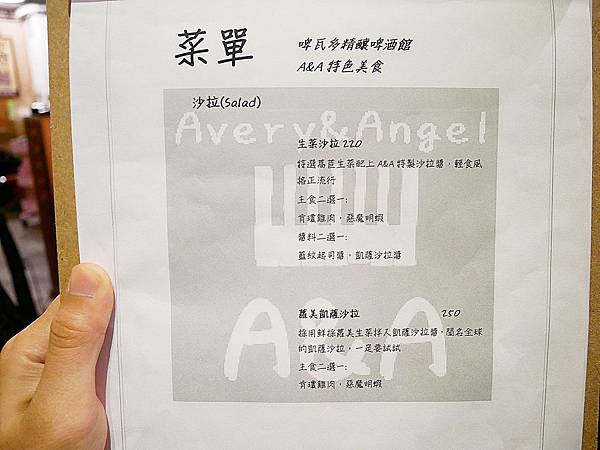 菜單
啤瓦多精釀啤酒館
A&A 特色美食
沙拉(Salad)
Avery&Angel
生菜沙拉 220
特選萵苣生菜配上 A&A 特製沙拉醬，輕食風
格正流行
主食二選一:
肯瓊雞肉，惡魔明蝦
醬料二選一:
藍紋起司醬，凱薩沙拉醬
蘿美凱薩沙拉 250
採用鮮採蘿美生菜拌入凱薩沙拉醬，聞名全球
的凱薩沙拉，一定要試試
A&A
主食二選一:
肯瓊雞肉，惡魔明蝦